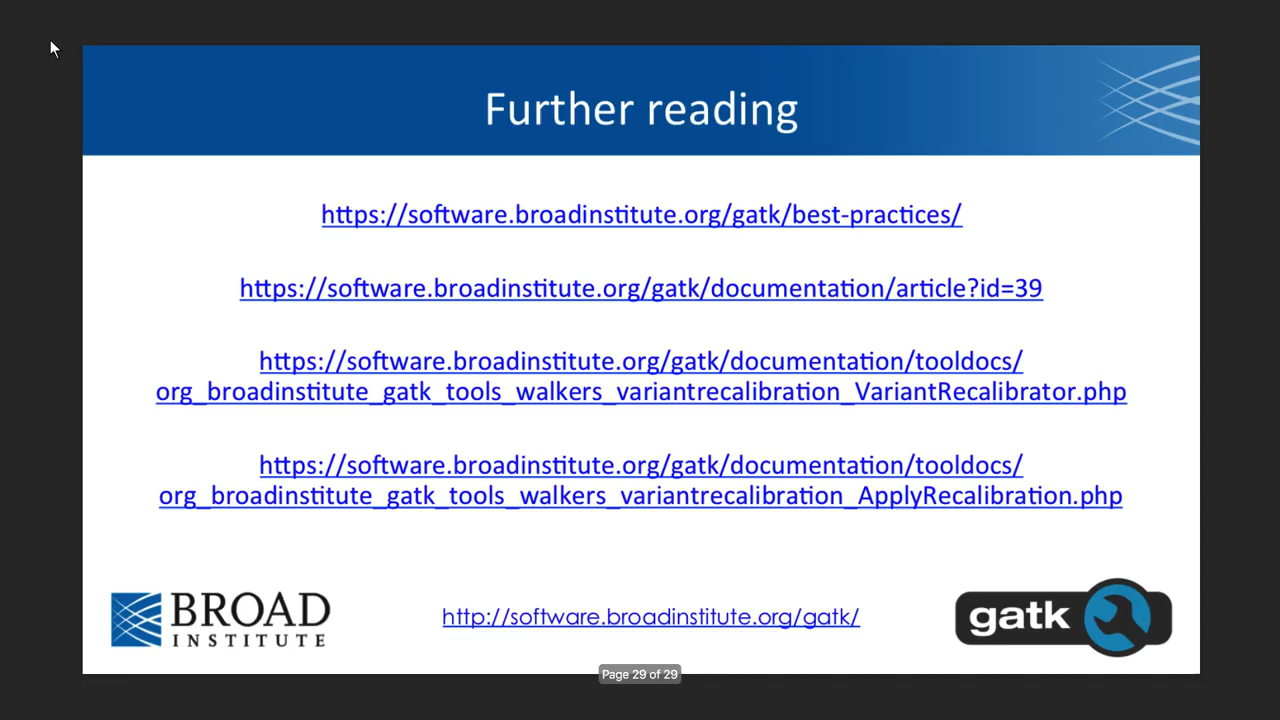 Further reading
https://software.broadinstitute.org/gatk/best-practices/
https://software.broadinstitute.org/gatk/documentation/article?id=39
https://software.broadinstitute.org/gatk/documentation/tooldocs/
org_broadinstitute_gatk_tools_walkers_variantrecalibration_VariantRecalibrator.php
https://software.broadinstitute.org/gatk/documentation/tooldocs/
org_broadinstitute_gatk_tools_walkers_variantrecalibration_ApplyRecalibration.php
BROAD
INSTITUTE
http://software.broadinstitute.org/gatk/
gatk
Page 29 of 29